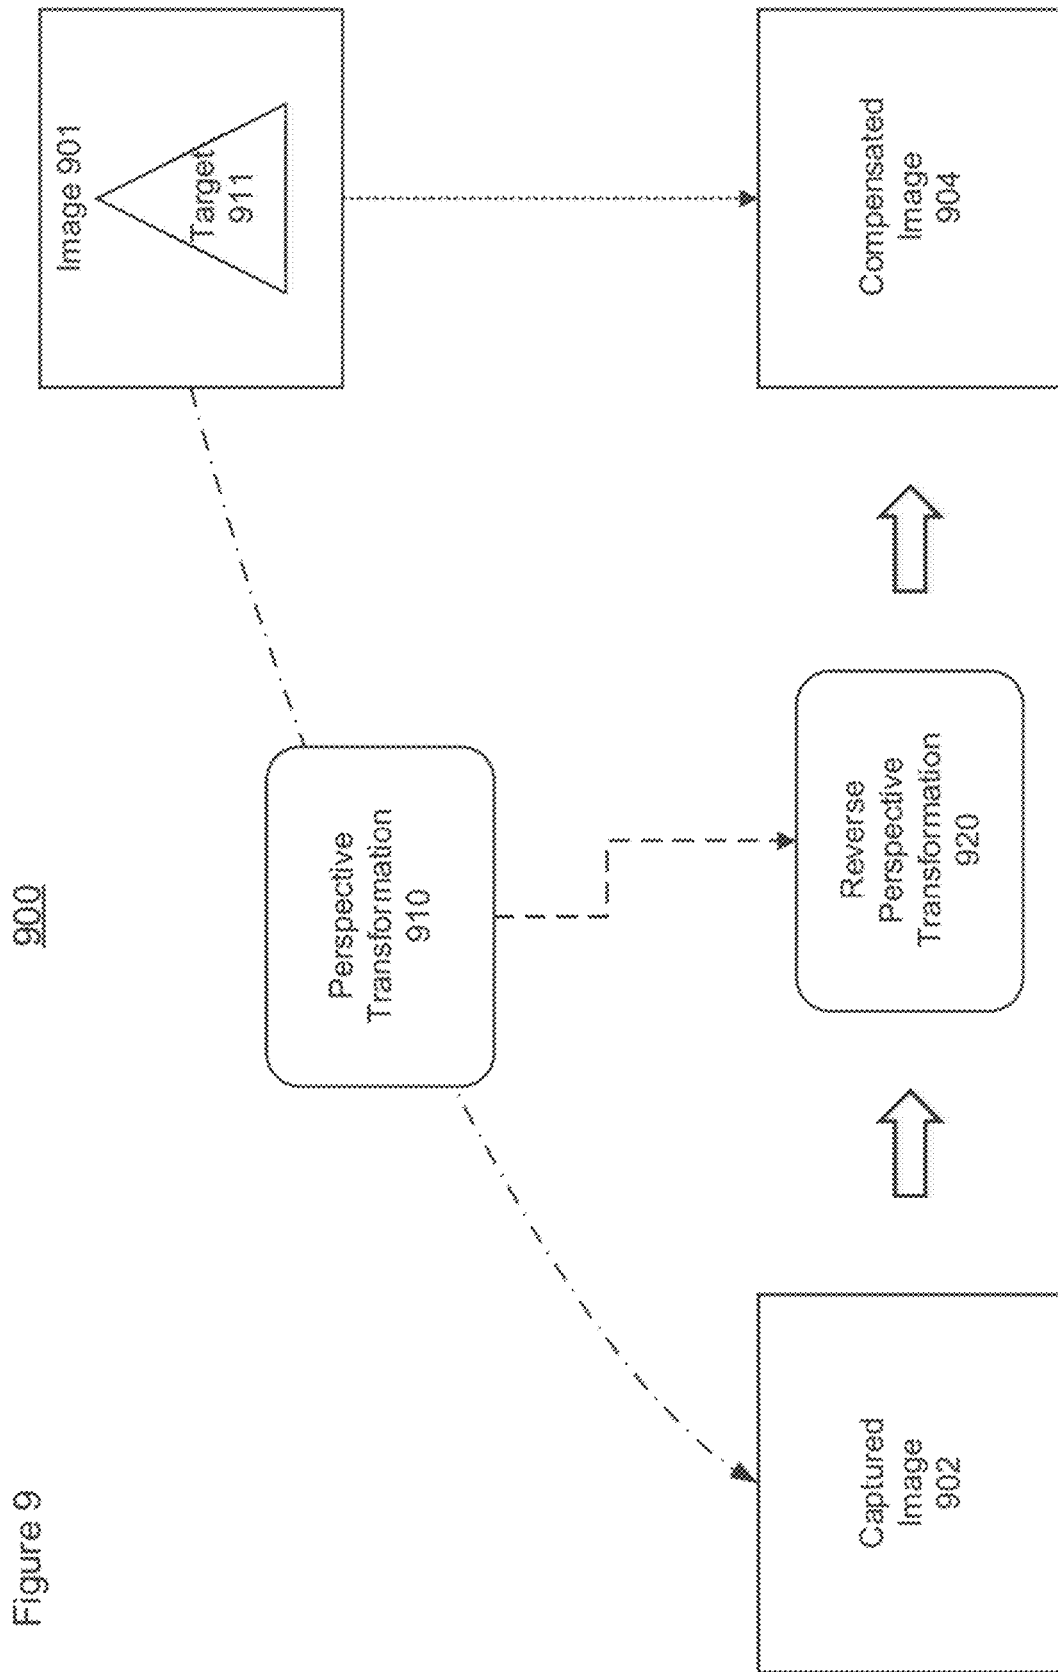 Figure 9
900
Image 901
Target
911
Perspective
Transformation
910
Captured
Image
902
Reverse
Perspective
Transformation
920
Compensated
Image
904